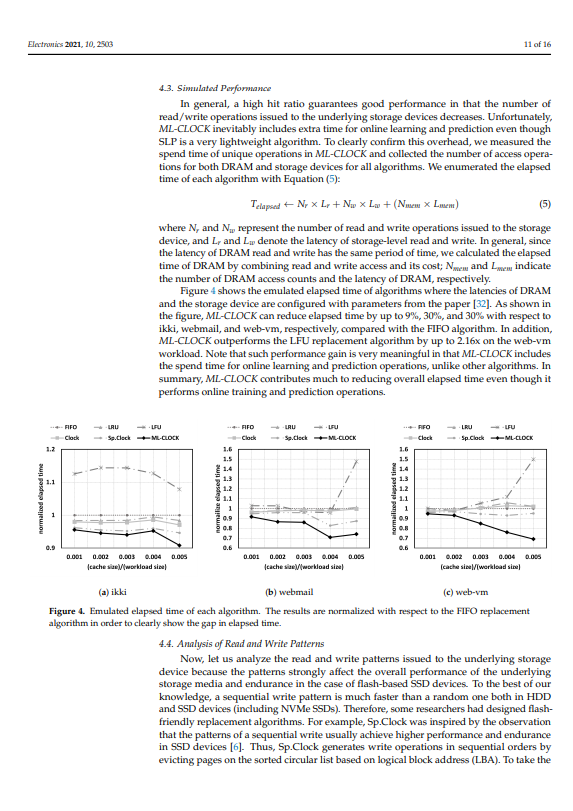 Electronics 2021, 10, 2503
11 of 16
4.3. Simulated Performance
In general, a high hit ratio guarantees good performance in that the number of
read/write operations issued to the underlying storage devices decreases. Unfortunately,
ML-CLOCK inevitably includes extra time for online learning and prediction even though
SLP is a very lightweight algorithm. To clearly confirm this overhead, we measured the
spend time of unique operations in ML-CLOCK and collected the number of access opera-
tions for both DRAM and storage devices for all algorithms. We enumerated the elapsed
time of each algorithm with Equation (5):
T_elapsed ← N_r × L_r + N_w × L_w + (N_mem × L_mem) (5)
where N_r and N_w represent the number of read and write operations issued to the storage
device, and L_r and L_w denote the latency of storage-level read and write. In general, since
the latency of DRAM read and write has the same period of time, we calculated the elapsed
time of DRAM by combining read and write access and its cost; N_mem and L_mem indicate
the number of DRAM access counts and the latency of DRAM, respectively.
Figure 4 shows the emulated elapsed time of algorithms where the latencies of DRAM
and the storage device are configured with parameters from the paper [32]. As shown in
the figure, ML-CLOCK can reduce elapsed time by up to 9%, 30%, and 30% with respect to
ikki, webmail, and web-vm, respectively, compared with the FIFO algorithm. In addition,
ML-CLOCK outperforms the LFU replacement algorithm by up to 2.16x on the web-vm
workload. Note that such performance gain is very meaningful in that ML-CLOCK includes
the spend time for online learning and prediction operations, unlike other algorithms. In
summary, ML-CLOCK contributes much to reducing overall elapsed time even though it
performs online training and prediction operations.
FIFO LRU LFU
Clock Sp.Clock ML-CLOCK
1.2
1.1
1
0.9
normalized elapsed time
0.001 0.002 0.003 0.004 0.005
(cache size)/(workload size)
(a) ikki
FIFO LRU LFU
Clock Sp.Clock ML-CLOCK
1.6
1.5
1.4
1.3
1.2
1.1
1
0.9
0.8
0.7
0.6
normalized elapsed time
0.001 0.002 0.003 0.004 0.005
(cache size)/(workload size)
(b) webmail
FIFO LRU LFU
Clock Sp.Clock ML-CLOCK
1.6
1.5
1.4
1.3
1.2
1.1
1
0.9
0.8
0.7
0.6
normalized elapsed time
0.001 0.002 0.003 0.004 0.005
(cache size)/(workload size)
(c) web-vm
Figure 4. Emulated elapsed time of each algorithm. The results are normalized with respect to the FIFO replacement
algorithm in order to clearly show the gap in elapsed time.
4.4. Analysis of Read and Write Patterns
Now, let us analyze the read and write patterns issued to the underlying storage
device because the patterns strongly affect the overall performance of the underlying
storage media and endurance in the case of flash-based SSD devices. To the best of our
knowledge, a sequential write pattern is much faster than a random one both in HDD
and SSD devices (including NVMe SSDs). Therefore, some researchers had designed flash-
friendly replacement algorithms. For example, Sp.Clock was inspired by the observation
that the patterns of a sequential write usually achieve higher performance and endurance
in SSD devices [6]. Thus, Sp.Clock generates write operations in sequential orders by
evicting pages on the sorted circular list based on logical block address (LBA). To take the